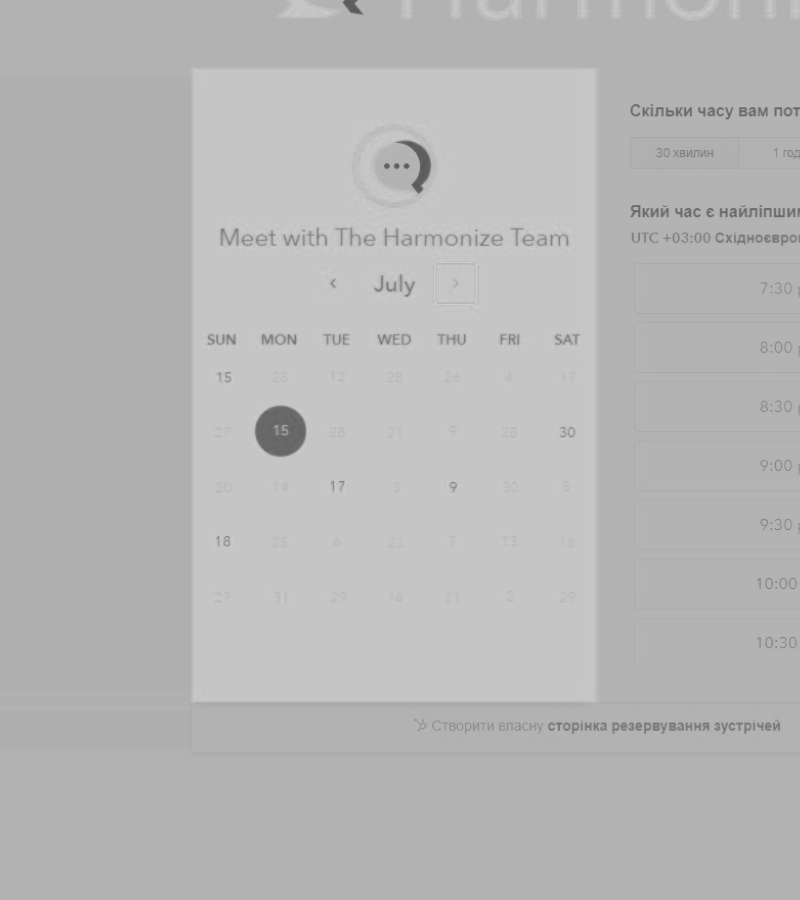 Harmoni
Meet with The Harmonize Team
July
SUN MON TUE WED THU FRI SAT
15 26 12 28 26 4 17
27 15 28 21 9 28 30
20 14 17 3 9 30 5
18 28 6 22 7 13 18
27 31 29 16 21 2 29
Скільки часу вам пот
30 хвилин 1 год
Який час є найліпшим
UTC +03:00 Східноєвро
7:30
8:00
8:30
9:00
9:30
10:00
10:30
Створити власну сторінка резервування зустрічей